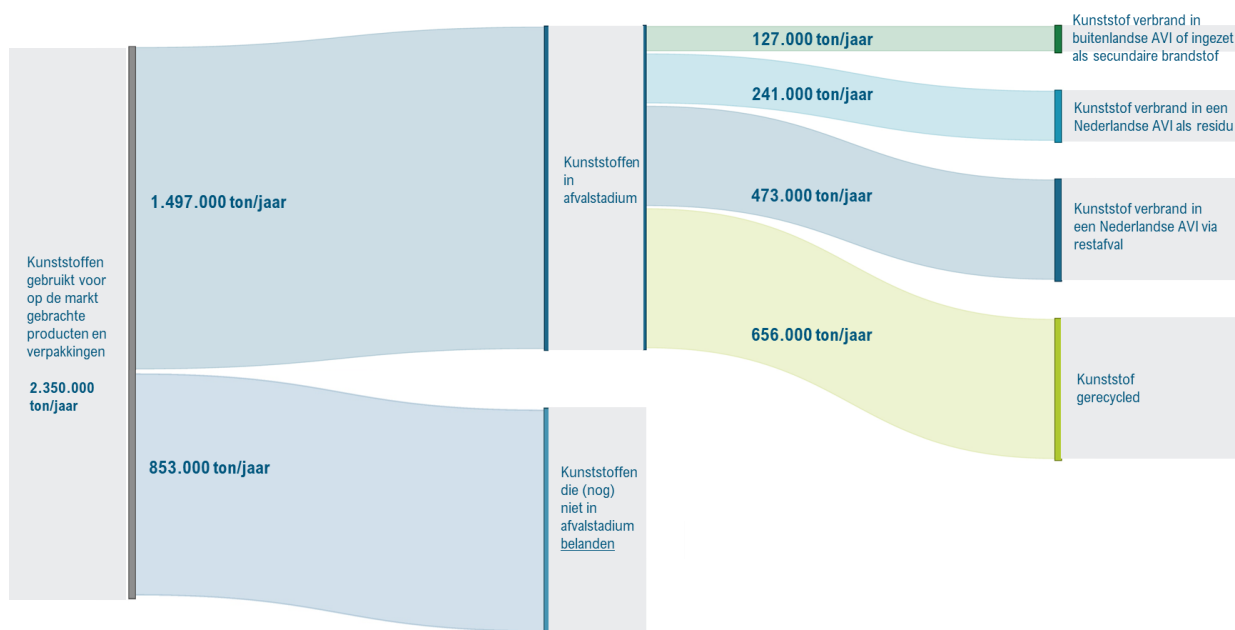 Kunststoffen
gebruikt voor
op de markt
gebrachte
producten en
verpakkingen
2.350.000
ton/jaar
1.497.000 ton/jaar
853.000 ton/jaar
Kunststoffen
in
afvalstadium
Kunststoffen
die (nog)
niet in
afvalstadium
belanden
127.000 ton/jaar
241.000 ton/jaar
473.000 ton/jaar
656.000 ton/jaar
Kunststof verbrand in
buitenlandse AVI of ingezet
als secundaire brandstof
Kunststof verbrand in een
Nederlandse AVI als residu
Kunststof verbrand in
een Nederlandse AVI via
restafval
Kunststof
gerecycled